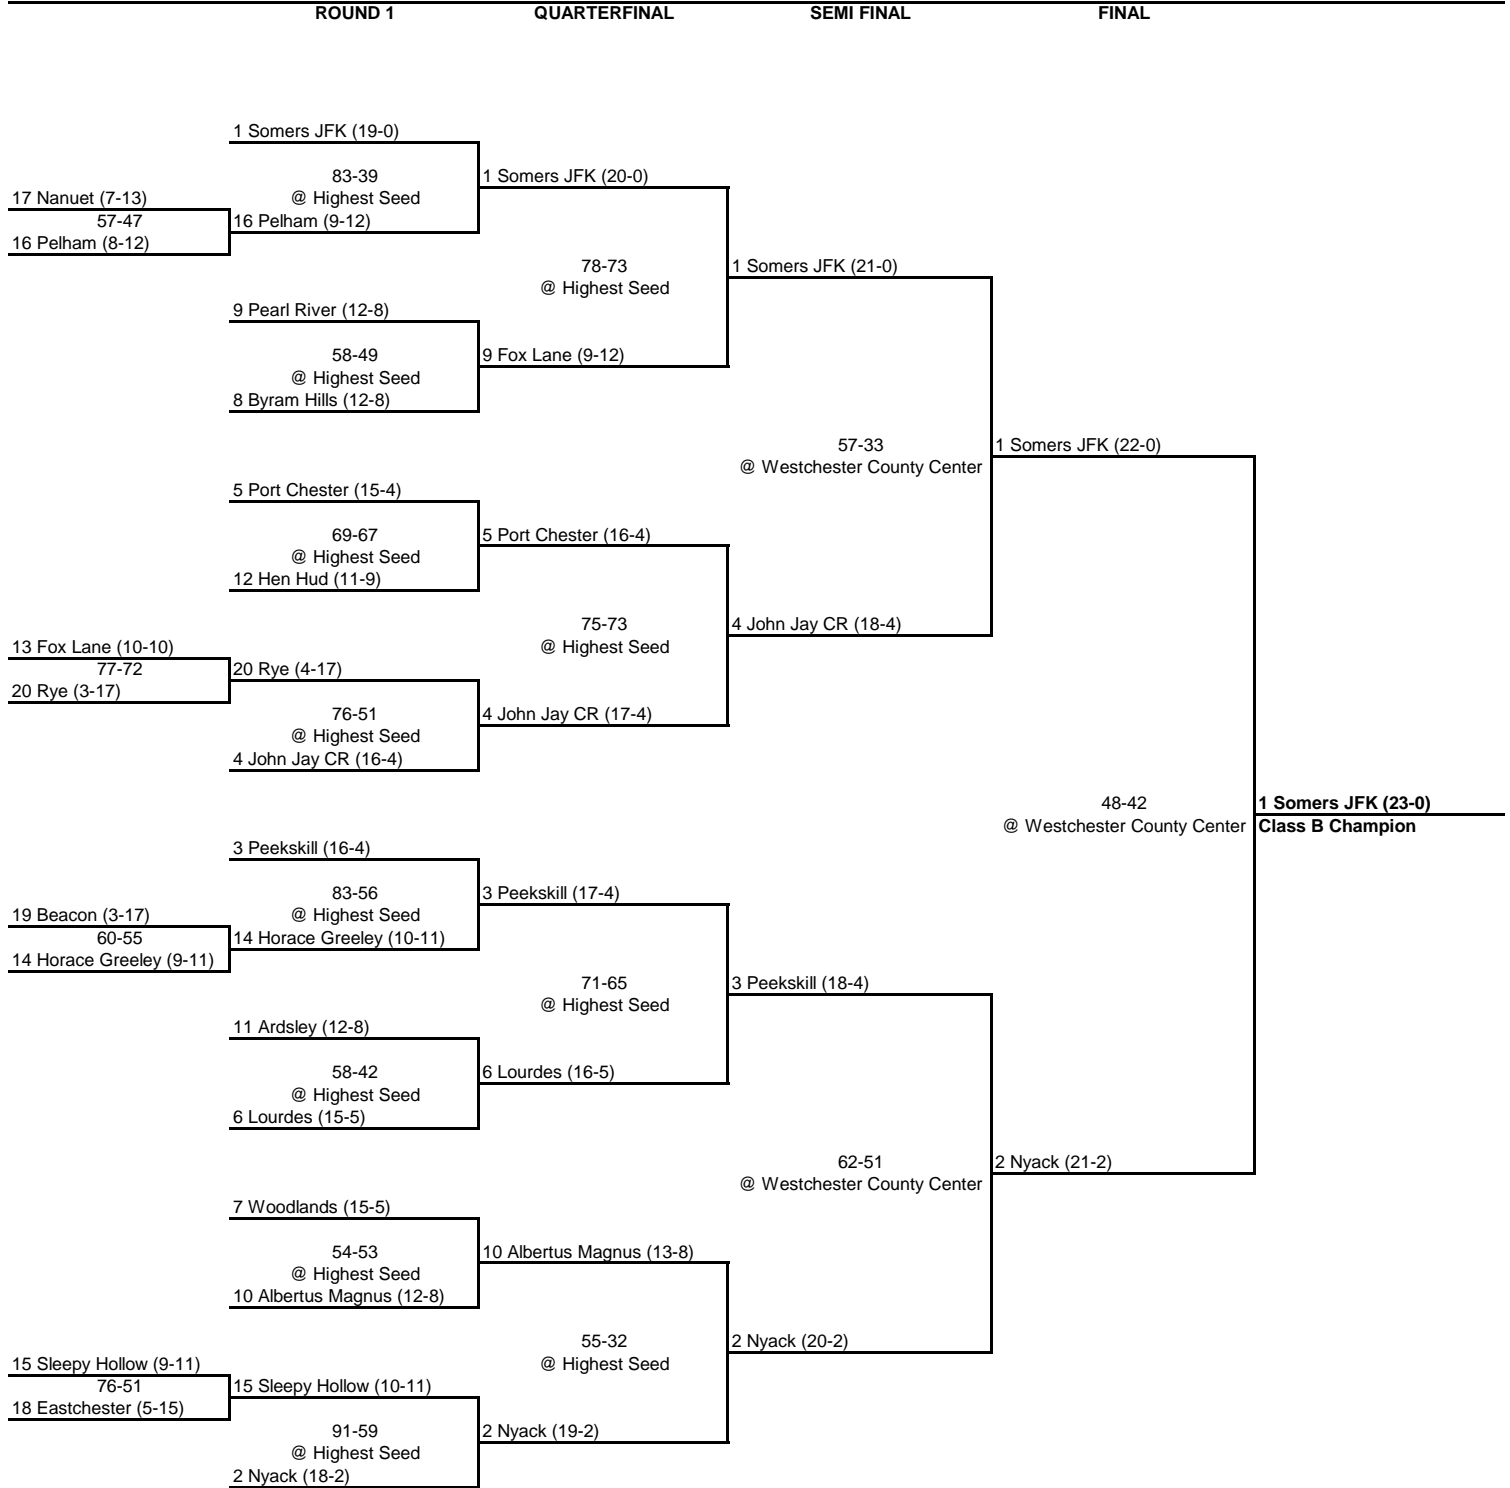 ROUND 1 QUARTERFINAL SEMI FINAL FINAL
1 Somers JFK (19-0)
83-39 1 Somers JFK (20-0)
17 Nanuet (7-13) @ Highest Seed
57-47 16 Pelham (9-12)
16 Pelham (8-12)
78-73 1 Somers JFK (21-0)
@ Highest Seed
9 Pearl River (12-8)
58-49 9 Fox Lane (9-12)
@ Highest Seed
8 Byram Hills (12-8)
57-33 1 Somers JFK (22-0)
@ Westchester County Center
5 Port Chester (15-4)
69-67 5 Port Chester (16-4)
@ Highest Seed
12 Hen Hud (11-9)
75-73 4 John Jay CR (18-4)
13 Fox Lane (10-10) @ Highest Seed
77-72 20 Rye (4-17)
20 Rye (3-17)
76-51 4 John Jay CR (17-4)
@ Highest Seed
4 John Jay CR (16-4)
48-42 1 Somers JFK (23-0)
@ Westchester County Center Class B Champion
3 Peekskill (16-4)
83-56 3 Peekskill (17-4)
19 Beacon (3-17) @ Highest Seed
60-55 14 Horace Greeley (10-11)
14 Horace Greeley (9-11)
71-65 3 Peekskill (18-4)
@ Highest Seed
11 Ardsley (12-8)
58-42 6 Lourdes (16-5)
@ Highest Seed
6 Lourdes (15-5)
62-51 2 Nyack (21-2)
@ Westchester County Center
7 Woodlands (15-5)
54-53 10 Albertus Magnus (13-8)
@ Highest Seed
10 Albertus Magnus (12-8)
55-32 2 Nyack (20-2)
15 Sleepy Hollow (9-11) @ Highest Seed
76-51 15 Sleepy Hollow (10-11)
18 Eastchester (5-15)
91-59 2 Nyack (19-2)
@ Highest Seed
2 Nyack (18-2)